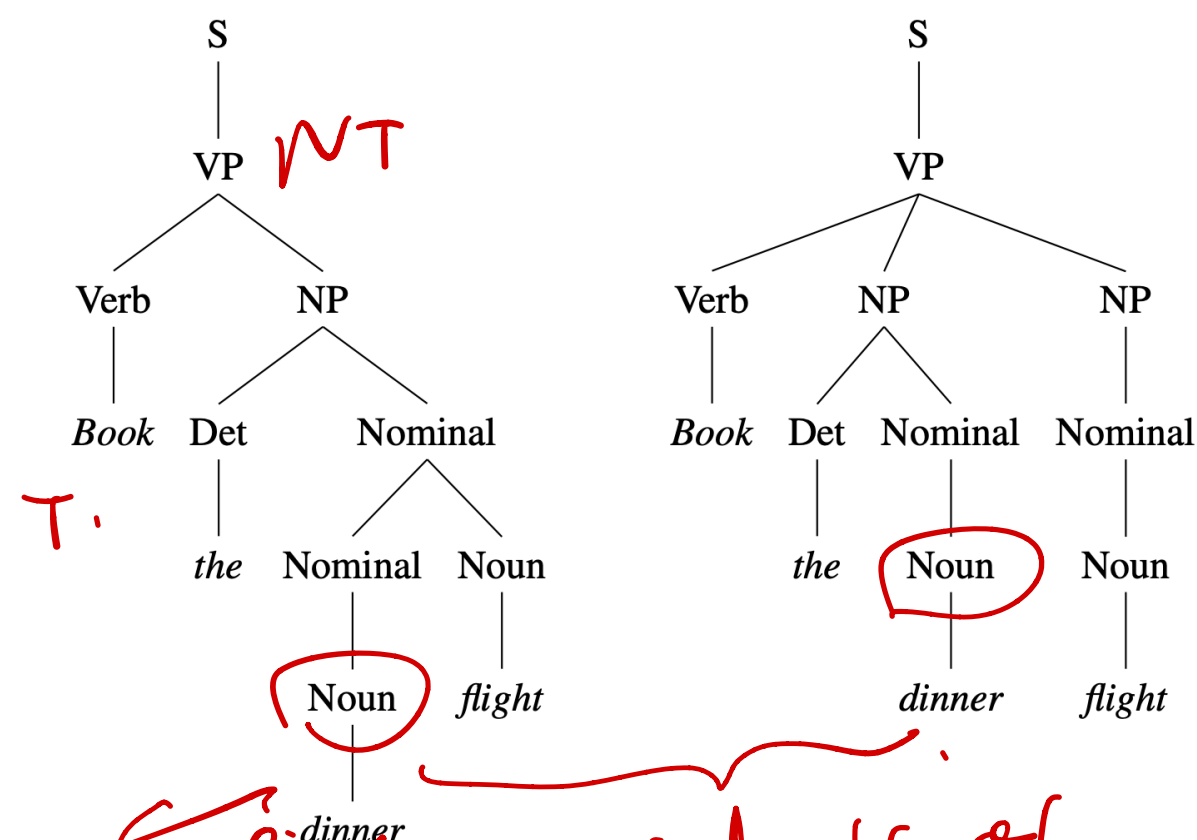 S S
VP NT VP
Verb NP Verb NP NP
Book Det Nominal Book Det Nominal Nominal
T.
the Nominal Noun the Noun Noun
Noun flight dinner flight
dinner